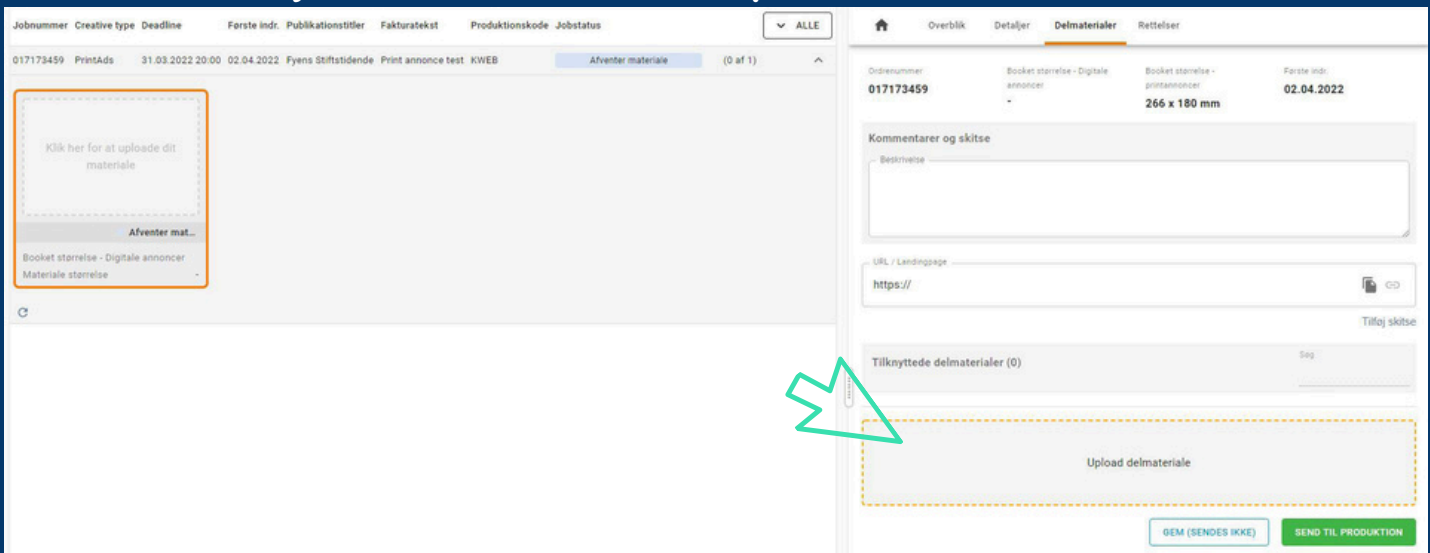 Jobnummer Creative type Deadline Første indr. Publikationstitler Fakturatekst Produktionskode Jobstatus ALLE
017173459 PrintAds 31.03.2022 20:00 02.04.2022 Fyens Stiftstidende Print annonce test KWEB Afventer materiale (0 af 1)
Klik her for at uploade dit
materiale
Afventer mat...
Booket størrelse - Digitale annoncer
Materiale størrelse -
Overblik Detaljer Delmaterialer Rettelser
Ordrenummer
017173459
Booket størrelse - Digitale
annoncer
-
Booket størrelse -
printannoncer
266 x 180 mm
Første indr.
02.04.2022
Kommentarer og skitse
Beskrivelse
URL / Landingpage
https://
Tilføj skitse
Tilknyttede delmaterialer (0)
Søg
Upload delmateriale
GEM (SENDES IKKE) SEND TIL PRODUKTION